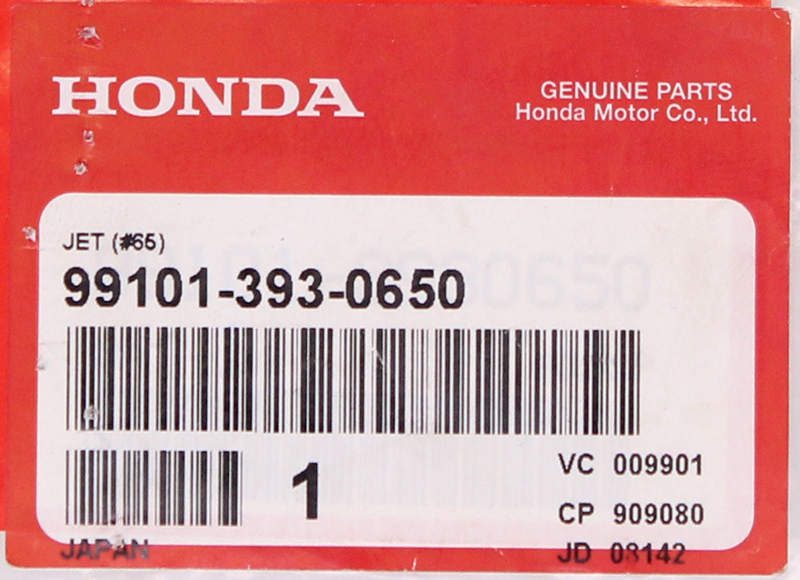 HONDA
GENUINE PARTS
Honda Motor Co., Ltd.
JET (#65)
99101-393-0650
1
VC 009901
CP 909080
JAPAN
JD 08142